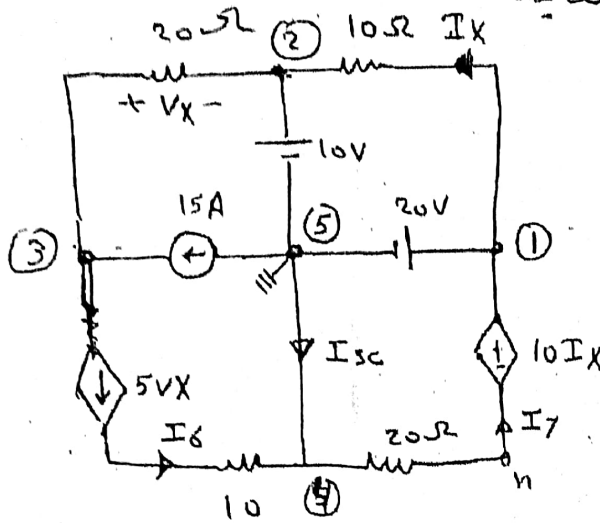 20Ω ② 10Ω IX
+ VX -
10V
15A ⑤ 20V
③ ①
ISC
5VX 10IX
I6 20Ω I7
10 ④ n